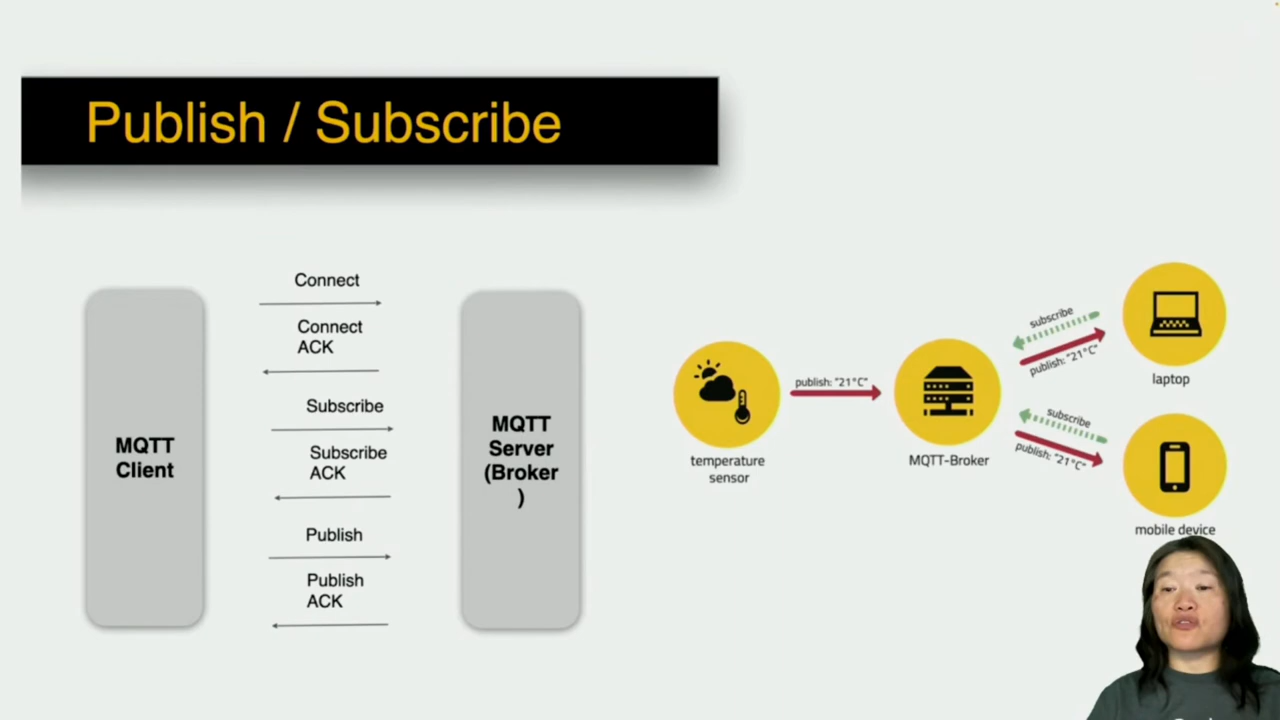 Publish / Subscribe
Connect
Connect
ACK
Subscribe
Subscribe
ACK
Publish
Publish
ACK
MQTT
Client
MQTT
Server
(Broker
)
temperature
sensor
publish: "21°C"
MQTT-Broker
subscribe
publish: "21°C"
laptop
subscribe
publish: "21°C"
mobile device